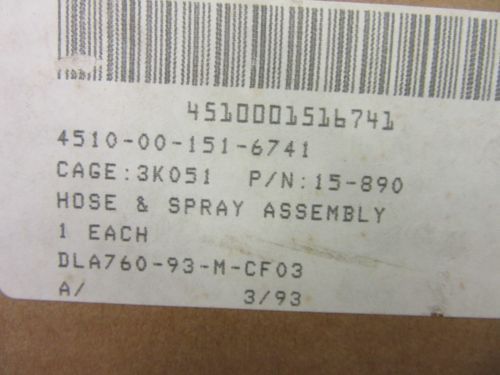 4510001516741
4510-00-151-6741
CAGE:3K051 P/N:15-890
HOSE & SPRAY ASSEMBLY
1 EACH
DLA760-93-M-CF03
A/ 3/93